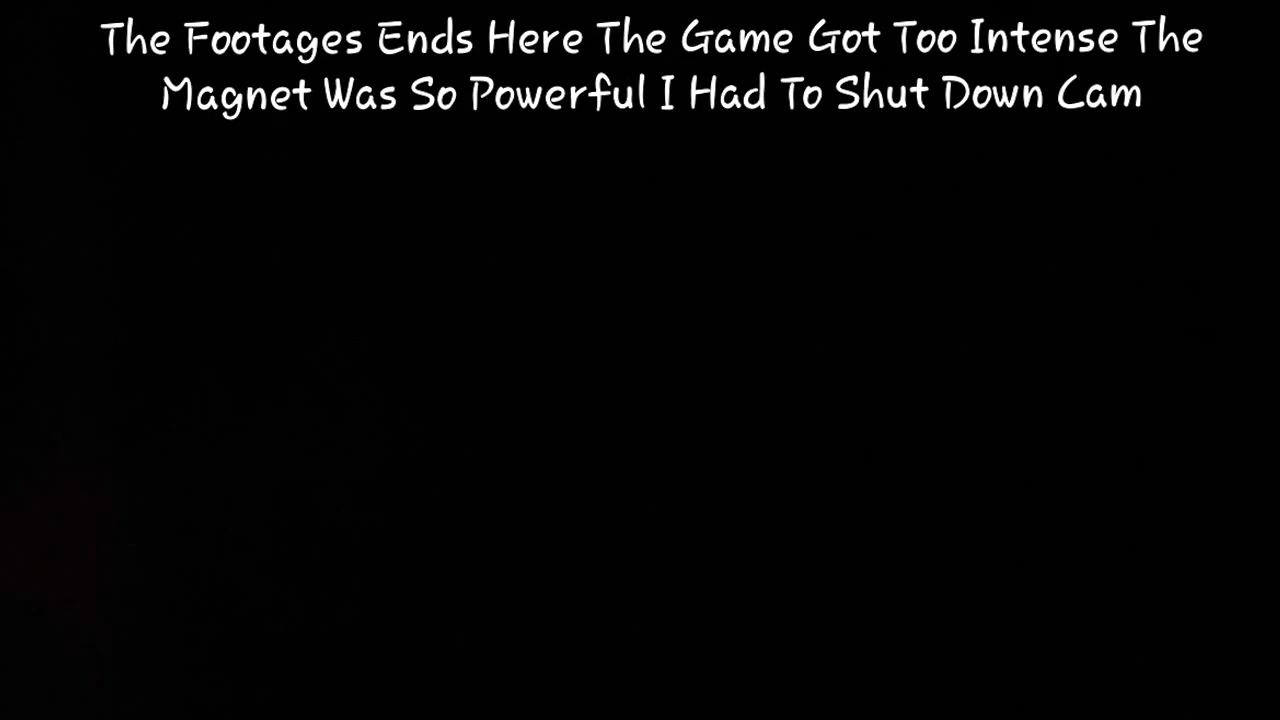 The Footages Ends Here The Game Got Too Intense The
Magnet Was So Powerful I Had To Shut Down Cam